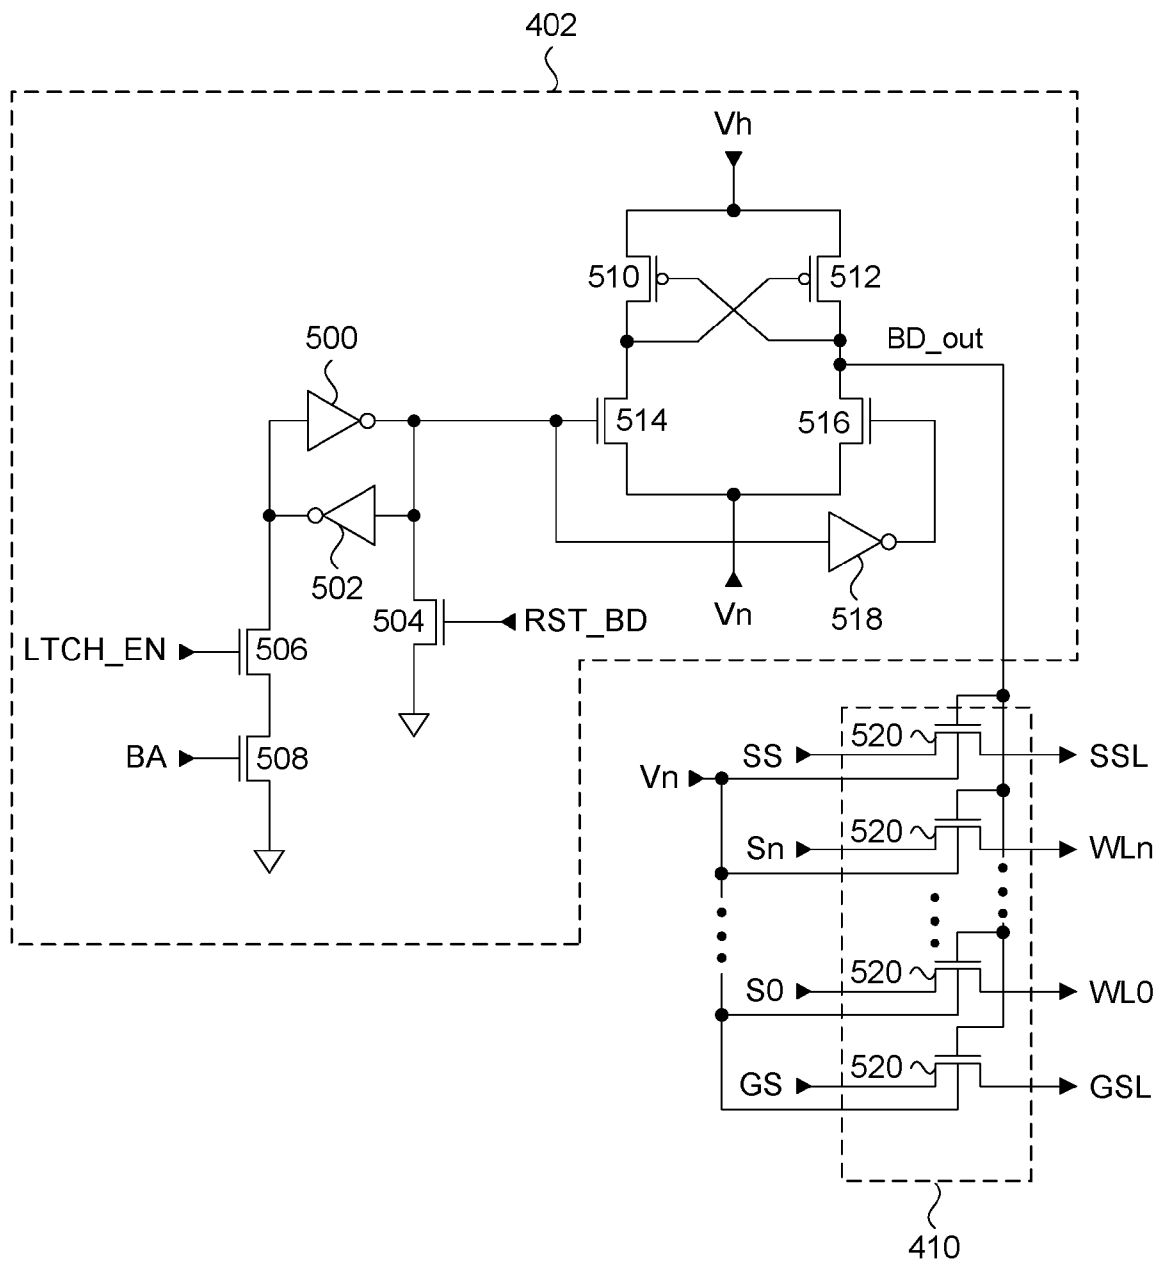 402
Vh
510
512
BD_out
500
514
516
502
518
Vn
504
RST_BD
LTCH_EN
506
BA
508
SS
520
SSL
Vn
Sn
520
WLn
S0
520
WL0
GS
520
GSL
410